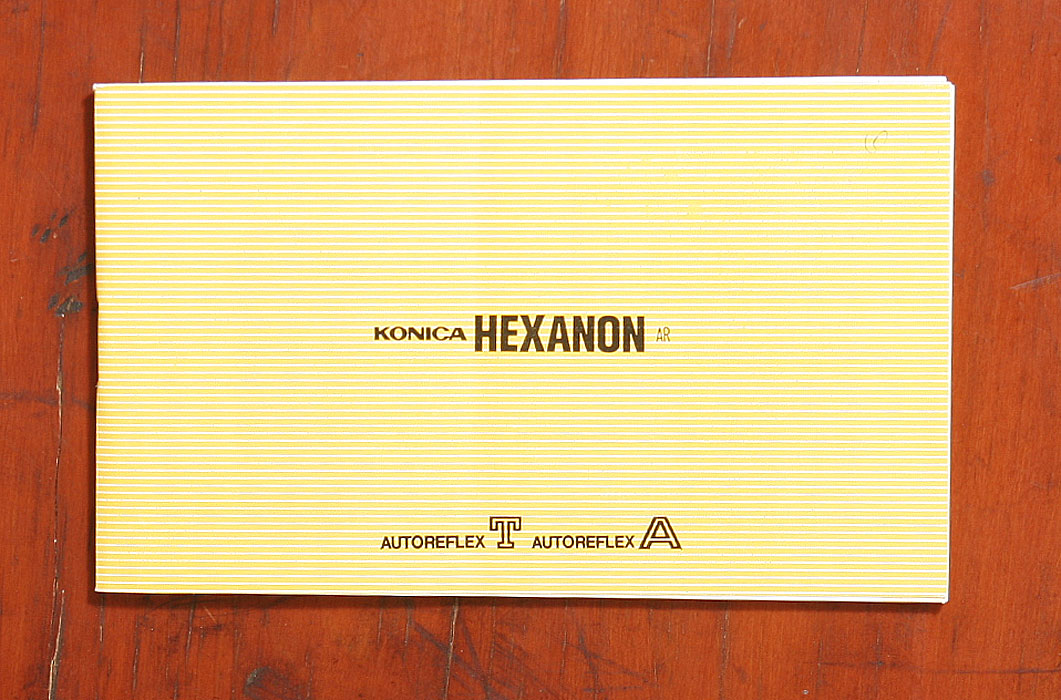 KONICA HEXANON AR
AUTOREFLEX T AUTOREFLEX A